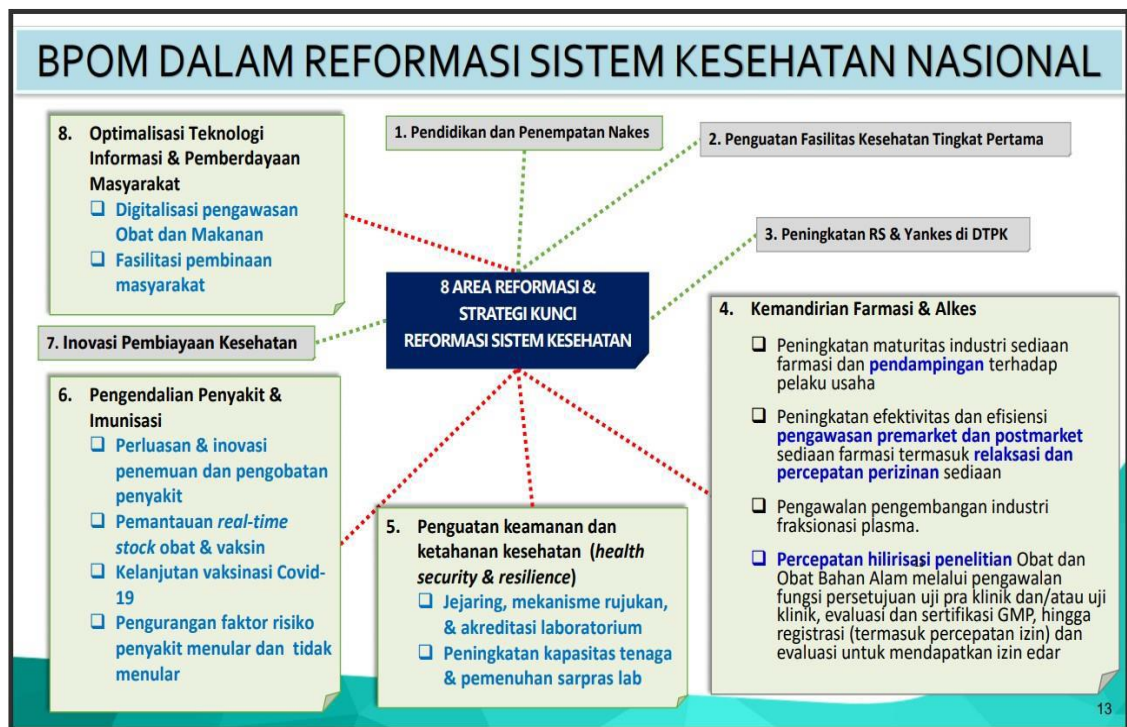 BPOM DALAM REFORMASI SISTEM KESEHATAN NASIONAL
8. Optimalisasi Teknologi
Informasi & Pemberdayaan
Masyarakat
❑ Digitalisasi pengawasan
Obat dan Makanan
❑ Fasilitasi pembinaan
masyarakat
1. Pendidikan dan Penempatan Nakes
2. Penguatan Fasilitas Kesehatan Tingkat Pertama
3. Peningkatan RS & Yankes di DTPK
8 AREA REFORMASI &
STRATEGI KUNCI
REFORMASI SISTEM KESEHATAN
7. Inovasi Pembiayaan Kesehatan
4. Kemandirian Farmasi & Alkes
❑ Peningkatan maturitas industri sediaan
farmasi dan pendampingan terhadap
pelaku usaha
❑ Peningkatan efektivitas dan efisiensi
pengawasan premarket dan postmarket
sediaan farmasi termasuk relaksasi dan
percepatan perizinan sediaan
❑ Pengawalan pengembangan industri
fraksionasi plasma.
❑ Percepatan hilirisasi penelitian Obat dan
Obat Bahan Alam melalui pengawalan
fungsi persetujuan uji pra klinik dan/atau uji
klinik, evaluasi dan sertifikasi GMP, hingga
registrasi (termasuk percepatan izin) dan
evaluasi untuk mendapatkan izin edar
6. Pengendalian Penyakit &
Imunisasi
❑ Perluasan & inovasi
penemuan dan pengobatan
penyakit
❑ Pemantauan real-time
stock obat & vaksin
❑ Kelanjutan vaksinasi Covid-
19
❑ Pengurangan faktor risiko
penyakit menular dan tidak
menular
5. Penguatan keamanan dan
ketahanan kesehatan (health
security & resilience)
❑ Jejaring, mekanisme rujukan,
& akreditasi laboratorium
❑ Peningkatan kapasitas tenaga
& pemenuhan sarpras lab
13